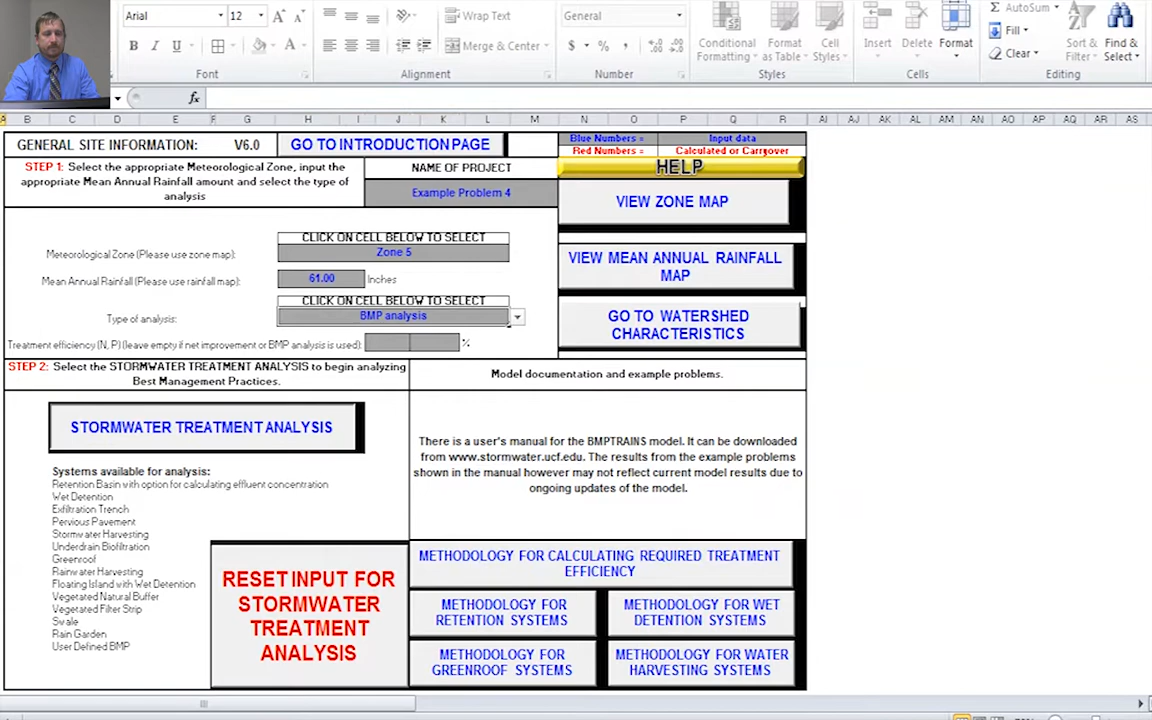 Arial
12
Wrap Text
General
AutoSum
Fill
Clear
B I U
Merge & Center
$ % ,
Conditional Formatting
Format as Table
Cell Styles
Insert
Delete
Format
Sort & Filter
Find & Select
Font
Alignment
Number
Styles
Cells
Editing
fx
A B C D E F G H I J K L M N O P Q R AI AJ AK AL AM AN AO AP AQ AR AS
GENERAL SITE INFORMATION: V6.0
GO TO INTRODUCTION PAGE
Blue Numbers = Input data
Red Numbers = Calculated or Carryover
STEP 1: Select the appropriate Meteorological Zone, input the
appropriate Mean Annual Rainfall amount and select the type of
analysis
NAME OF PROJECT
Example Problem 4
HELP
VIEW ZONE MAP
CLICK ON CELL BELOW TO SELECT
Meteorological Zone (Please use zone map):
Zone 5
VIEW MEAN ANNUAL RAINFALL
MAP
Mean Annual Rainfall (Please use rainfall map):
61.00 Inches
CLICK ON CELL BELOW TO SELECT
Type of analysis:
BMP analysis
GO TO WATERSHED
CHARACTERISTICS
Treatment efficiency (N, P) (leave empty if net improvement or BMP analysis is used):
%
STEP 2: Select the STORMWATER TREATMENT ANALYSIS to begin analyzing
Best Management Practices.
Model documentation and example problems.
STORMWATER TREATMENT ANALYSIS
There is a user's manual for the BMPTRAINS model. It can be downloaded
from www.stormwater.ucf.edu. The results from the example problems
shown in the manual however may not reflect current model results due to
ongoing updates of the model.
Systems available for analysis:
Retention Basin with option for calculating effluent concentration
Wet Detention
Exfiltration Trench
Pervious Pavement
Stormwater Harvesting
Underdrain Biofiltration
Greenroof
Rainwater Harvesting
Floating Island with Wet Detention
Vegetated Natural Buffer
Vegetated Filter Strip
Swale
Rain Garden
User Defined BMP
RESET INPUT FOR
STORMWATER
TREATMENT
ANALYSIS
METHODOLOGY FOR CALCULATING REQUIRED TREATMENT
EFFICIENCY
METHODOLOGY FOR
RETENTION SYSTEMS
METHODOLOGY FOR WET
DETENTION SYSTEMS
METHODOLOGY FOR
GREENROOF SYSTEMS
METHODOLOGY FOR WATER
HARVESTING SYSTEMS